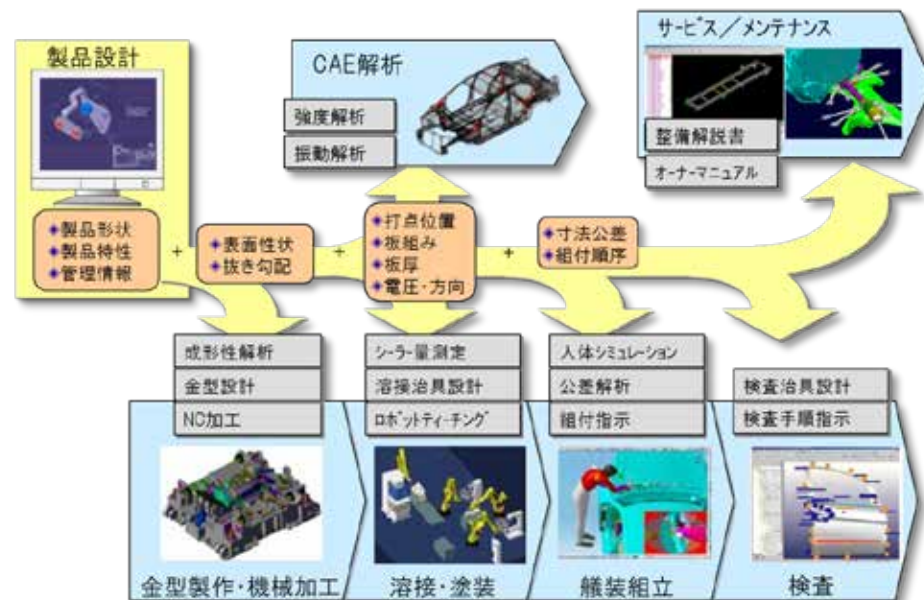 製品設計
◆製品形状
◆製品特性
◆管理情報
+
◆表面性状
◆抜き勾配
+
◆打点位置
◆板組み
◆板厚
◆電圧・方向
+
◆寸法公差
◆組付順序
CAE解析
強度解析
振動解析
サービス/メンテナンス
整備解説書
オーナーマニュアル
成形性解析
金型設計
NC加工
金型製作・機械加工
シーラー量測定
溶接治具設計
ロボットティーチング
溶接・塗装
人体シミュレーション
公差解析
組付指示
艤装組立
検査治具設計
検査手順指示
検査